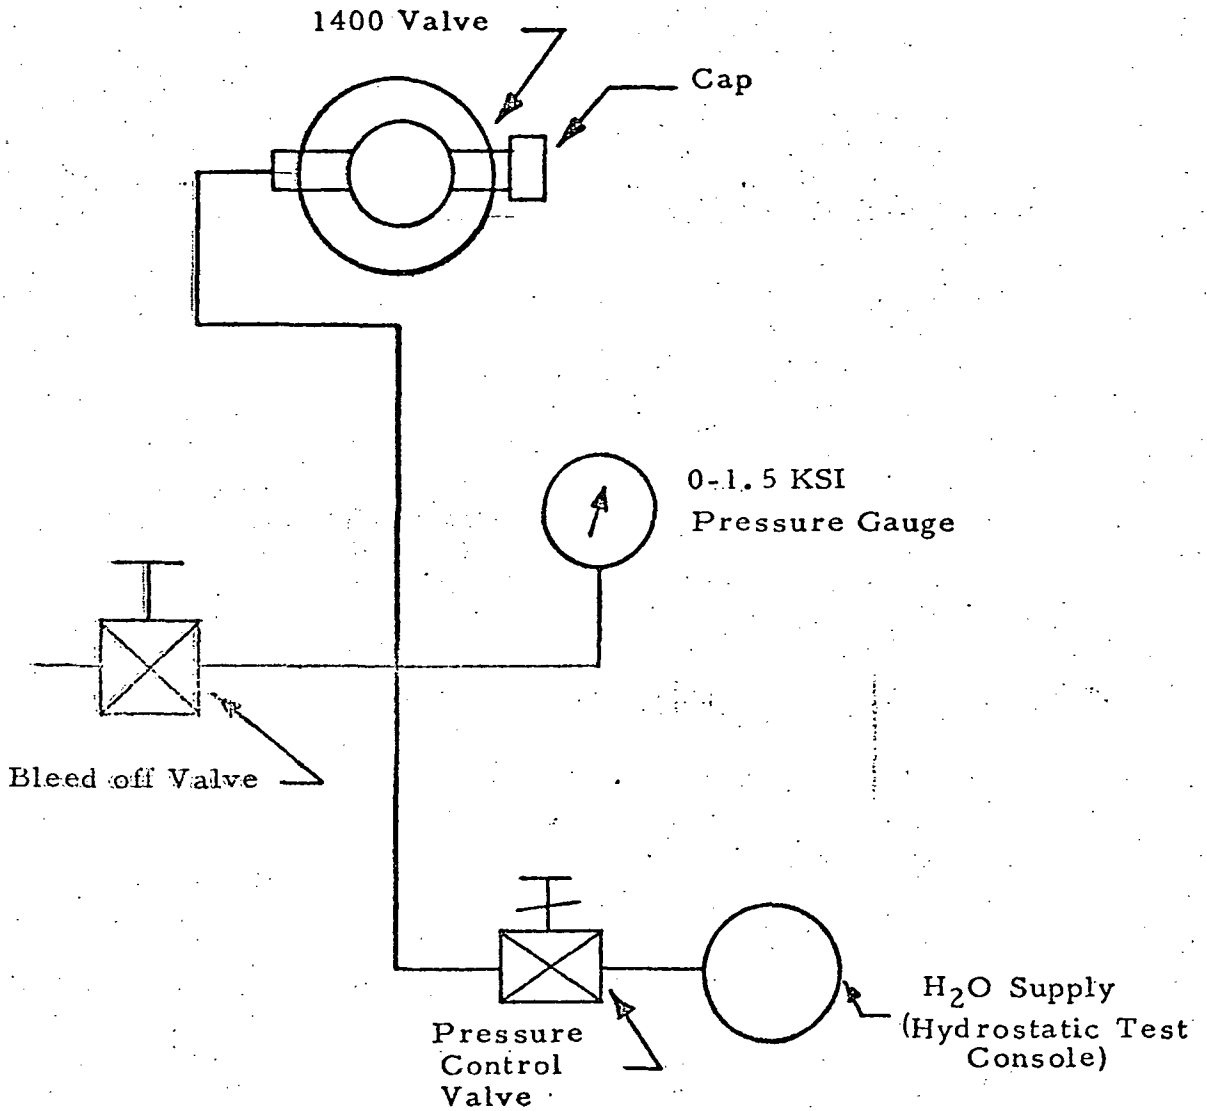 1400 Valve
Cap
0-1.5 KSI
Pressure Gauge
Bleed off Valve
H₂O Supply
(Hydrostatic Test
Console)
Pressure
Control
Valve